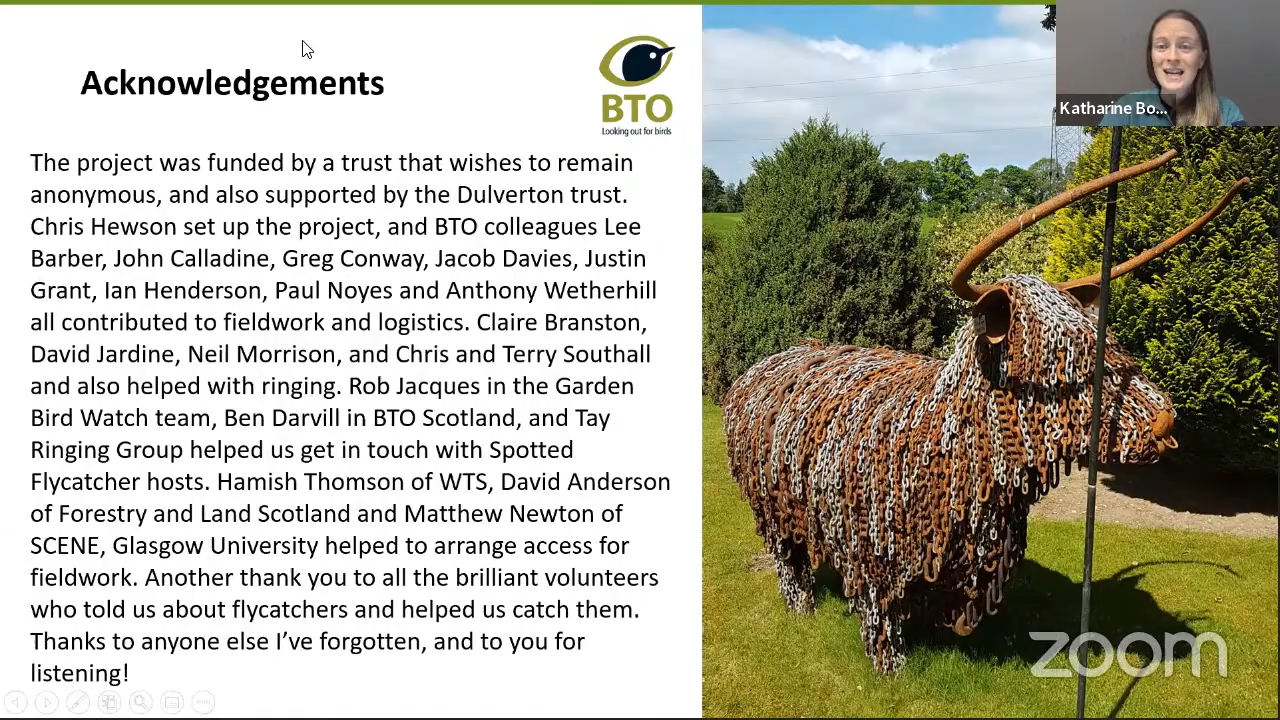 Acknowledgements
BTO
Looking out for birds
Katharine Bo...
The project was funded by a trust that wishes to remain
anonymous, and also supported by the Dulverton trust.
Chris Hewson set up the project, and BTO colleagues Lee
Barber, John Calladine, Greg Conway, Jacob Davies, Justin
Grant, Ian Henderson, Paul Noyes and Anthony Wetherhill
all contributed to fieldwork and logistics. Claire Branston,
David Jardine, Neil Morrison, and Chris and Terry Southall
and also helped with ringing. Rob Jacques in the Garden
Bird Watch team, Ben Darvill in BTO Scotland, and Tay
Ringing Group helped us get in touch with Spotted
Flycatcher hosts. Hamish Thomson of WTS, David Anderson
of Forestry and Land Scotland and Matthew Newton of
SCENE, Glasgow University helped to arrange access for
fieldwork. Another thank you to all the brilliant volunteers
who told us about flycatchers and helped us catch them.
Thanks to anyone else I’ve forgotten, and to you for
listening!
zoom